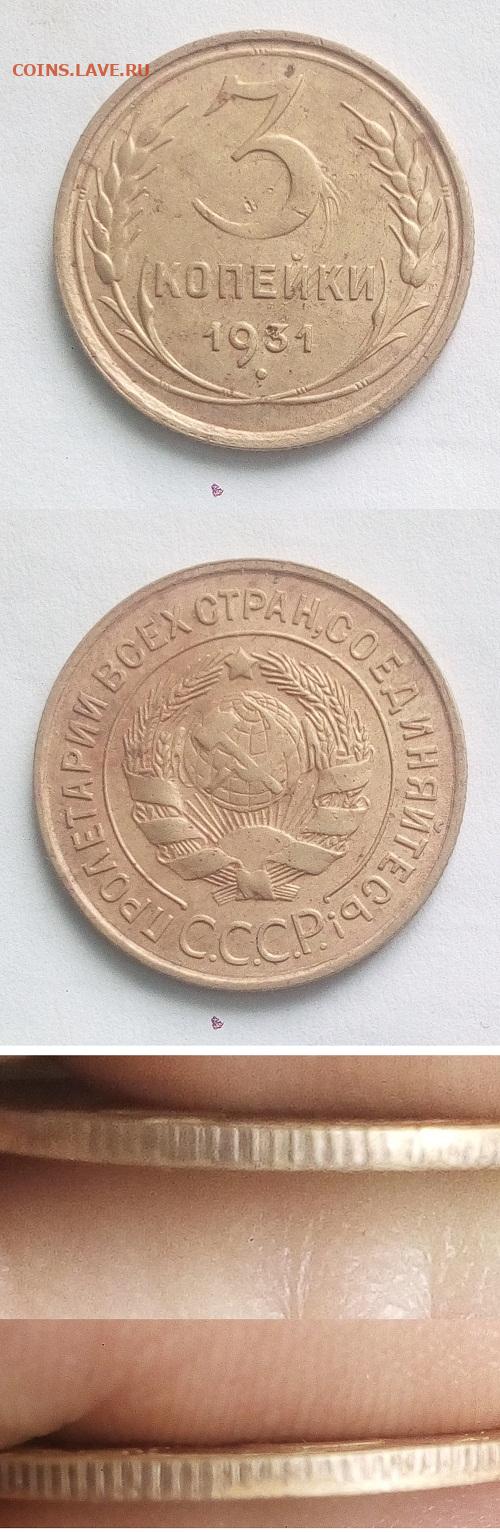 COINS.LAVE.RU
3
КОПЕЙКИ
1931
ПРОЛЕТАРИИ ВСЕХ СТРАН, СОЕДИНЯЙТЕСЬ!
С.С.С.Р.